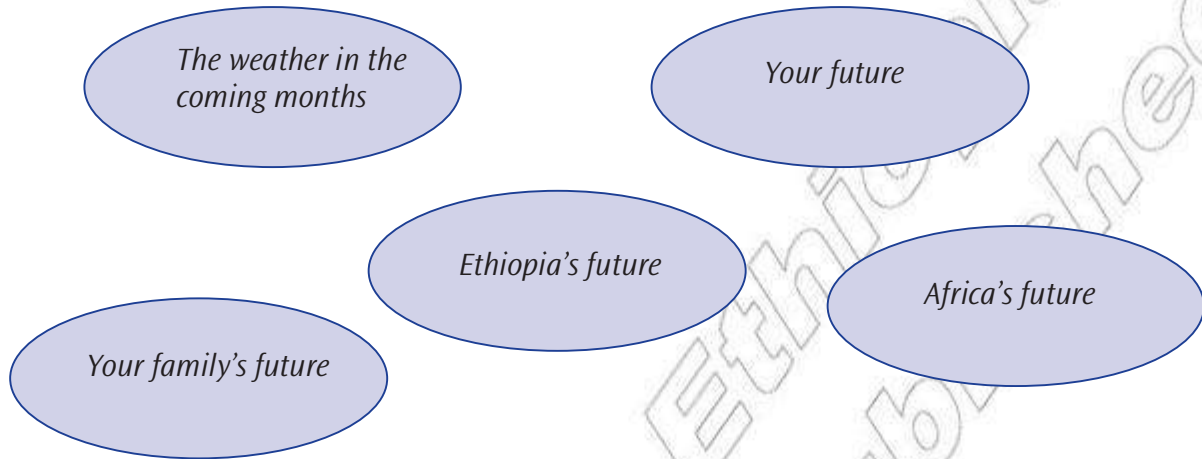 The weather in the
coming months
Your future
Ethiopia's future
Africa's future
Your family's future